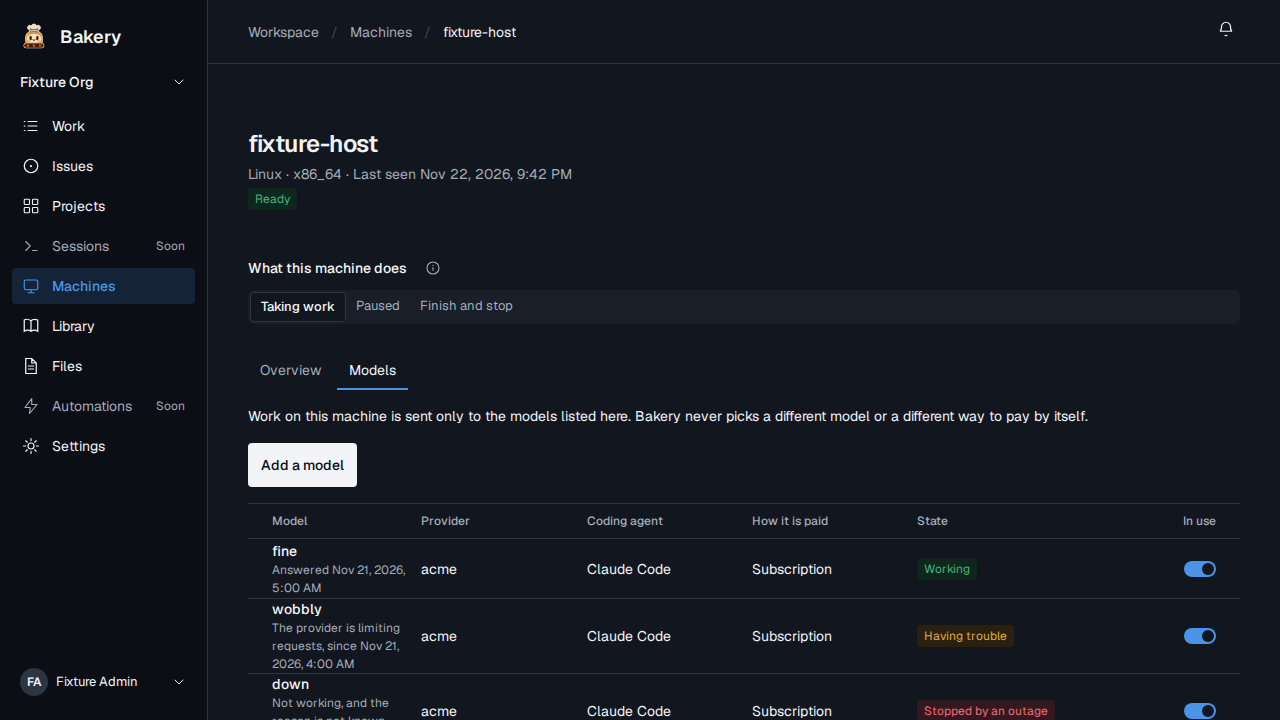 Bakery
Fixture Org
Work
Issues
Projects
Sessions Soon
Machines
Library
Files
Automations Soon
Settings
FA Fixture Admin
Workspace / Machines / fixture-host
fixture-host
Linux · x86_64 · Last seen Nov 22, 2026, 9:42 PM
Ready
What this machine does
Taking work Paused Finish and stop
Overview Models
Work on this machine is sent only to the models listed here. Bakery never picks a different model or a different way to pay by itself.
Add a model
Model Provider Coding agent How it is paid State In use
fine
Answered Nov 21, 2026,
5:00 AM
acme Claude Code Subscription Working
wobbly
The provider is limiting
requests, since Nov 21,
2026, 4:00 AM
acme Claude Code Subscription Having trouble
down
Not working, and the
reason is not known
acme Claude Code Subscription Stopped by an outage